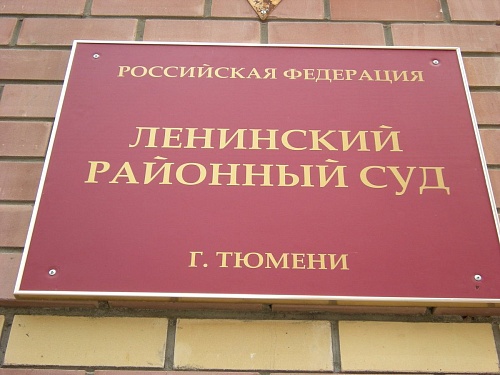 РОССИЙСКАЯ ФЕДЕРАЦИЯ
ЛЕНИНСКИЙ
РАЙОННЫЙ СУД
Г. ТЮМЕНИ